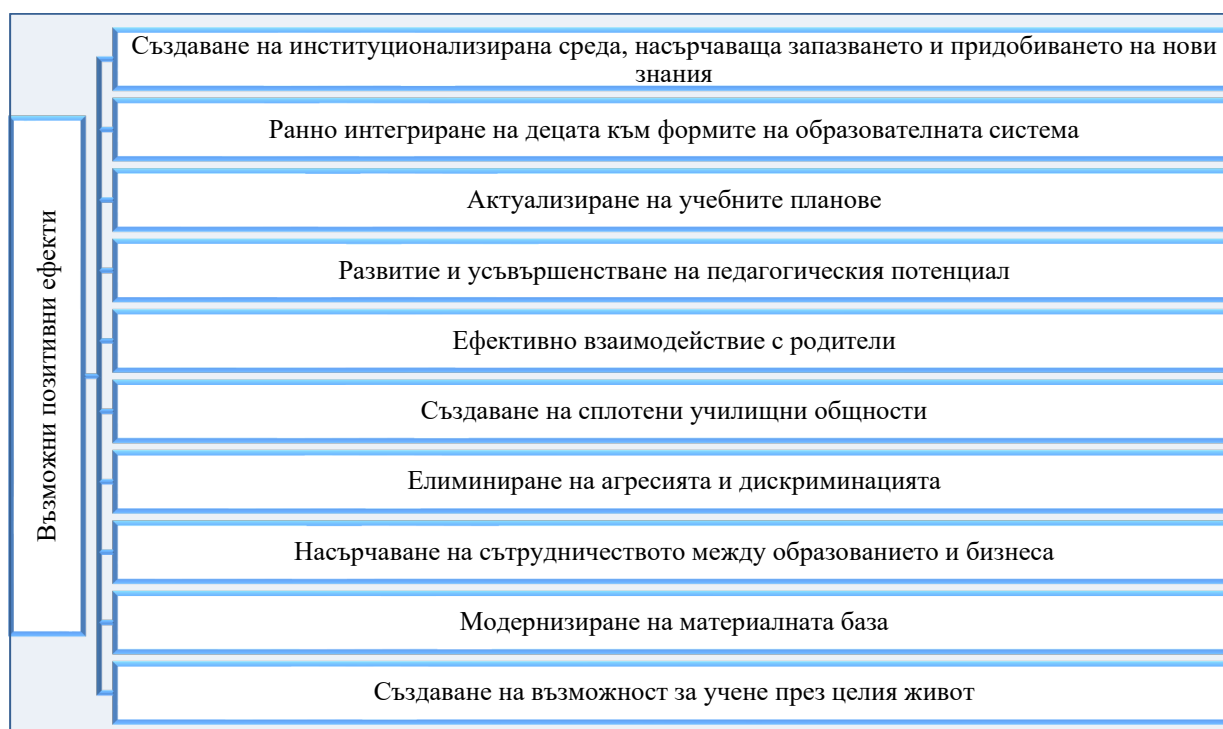 Възможни позитивни ефекти
Създаване на институционализирана среда, насърчаваща запазването и придобиването на нови
знания
Ранно интегриране на децата към формите на образователната система
Актуализиране на учебните планове
Развитие и усъвършенстване на педагогическия потенциал
Ефективно взаимодействие с родители
Създаване на сплотени училищни общности
Елиминиране на агресията и дискриминацията
Насърчаване на сътрудничеството между образованието и бизнеса
Модернизиране на материалната база
Създаване на възможност за учене през целия живот